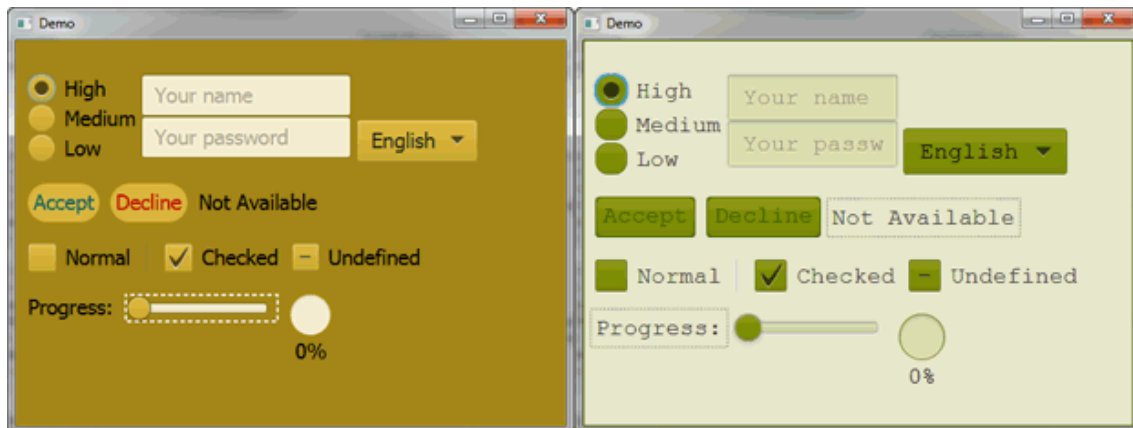 Demo
High
Your name
Medium
Your password
English
Low
Accept Decline Not Available
Normal Checked Undefined
Progress:
0%
Demo
High
Your name
Medium
Your passw
English
Low
Accept Decline Not Available
Normal Checked Undefined
Progress:
0%